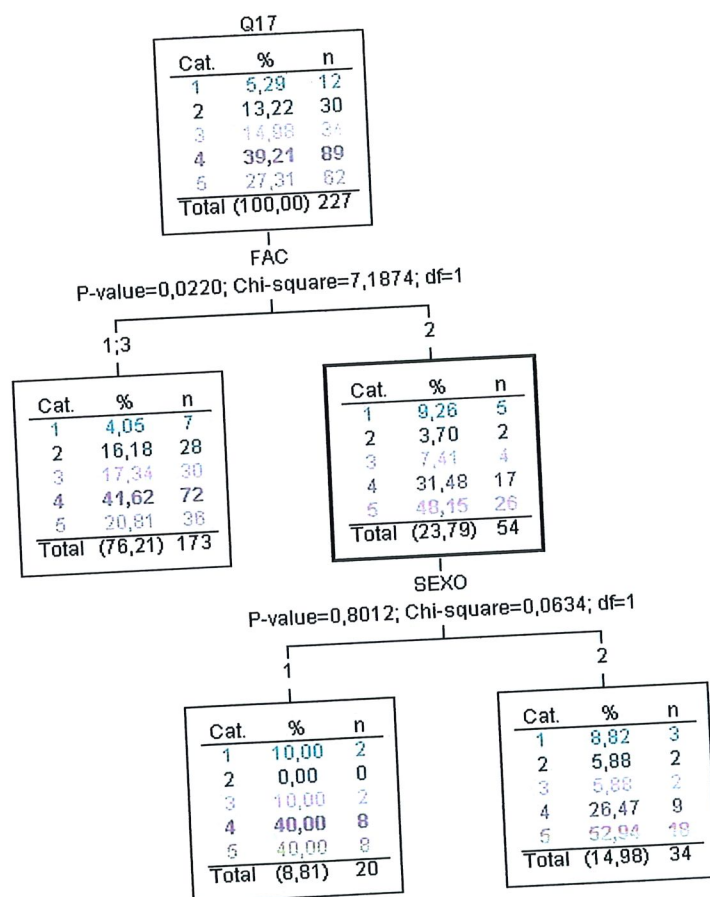 Q17
Cat. % n
1 5,29 12
2 13,22 30
3 14,98 34
4 39,21 89
5 27,31 62
Total (100,00) 227
FAC
P-value=0,0220; Chi-square=7,1874; df=1
1;3
2
Cat. % n
1 4,05 7
2 16,18 28
3 17,34 30
4 41,62 72
5 20,81 36
Total (76,21) 173
Cat. % n
1 9,26 5
2 3,70 2
3 7,41 4
4 31,48 17
5 48,15 26
Total (23,79) 54
SEXO
P-value=0,8012; Chi-square=0,0634; df=1
1
2
Cat. % n
1 10,00 2
2 0,00 0
3 10,00 2
4 40,00 8
5 40,00 8
Total (8,81) 20
Cat. % n
1 8,82 3
2 5,88 2
3 5,88 2
4 26,47 9
5 52,94 18
Total (14,98) 34